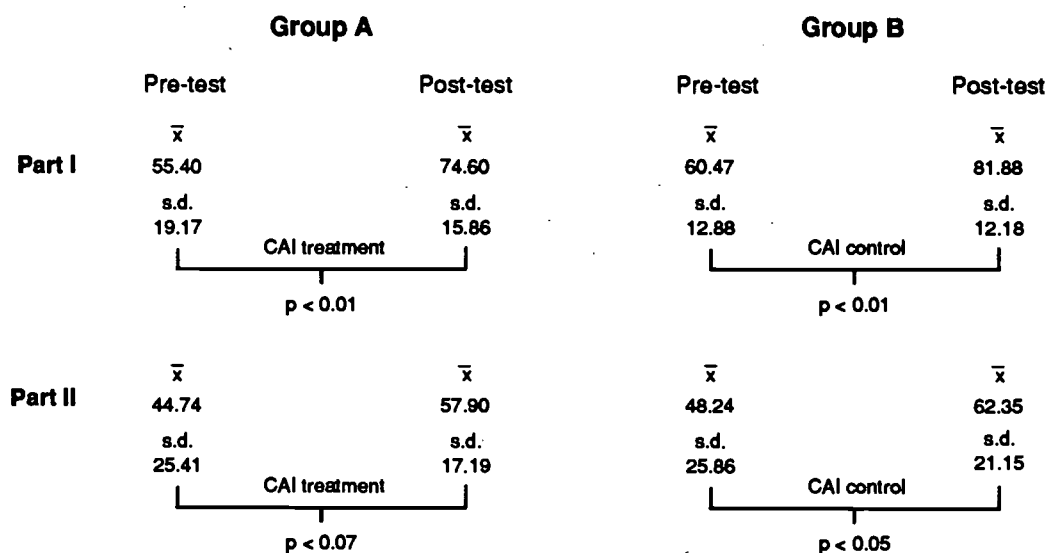 Group A Group B
Pre-test Post-test Pre-test Post-test
x̄ x̄ x̄ x̄
Part I 55.40 74.60 60.47 81.88
s.d. s.d. s.d. s.d.
19.17 15.86 12.88 12.18
CAI treatment CAI control
p < 0.01 p < 0.01
x̄ x̄ x̄ x̄
Part II 44.74 57.90 48.24 62.35
s.d. s.d. s.d. s.d.
25.41 17.19 25.86 21.15
CAI treatment CAI control
p < 0.07 p < 0.05